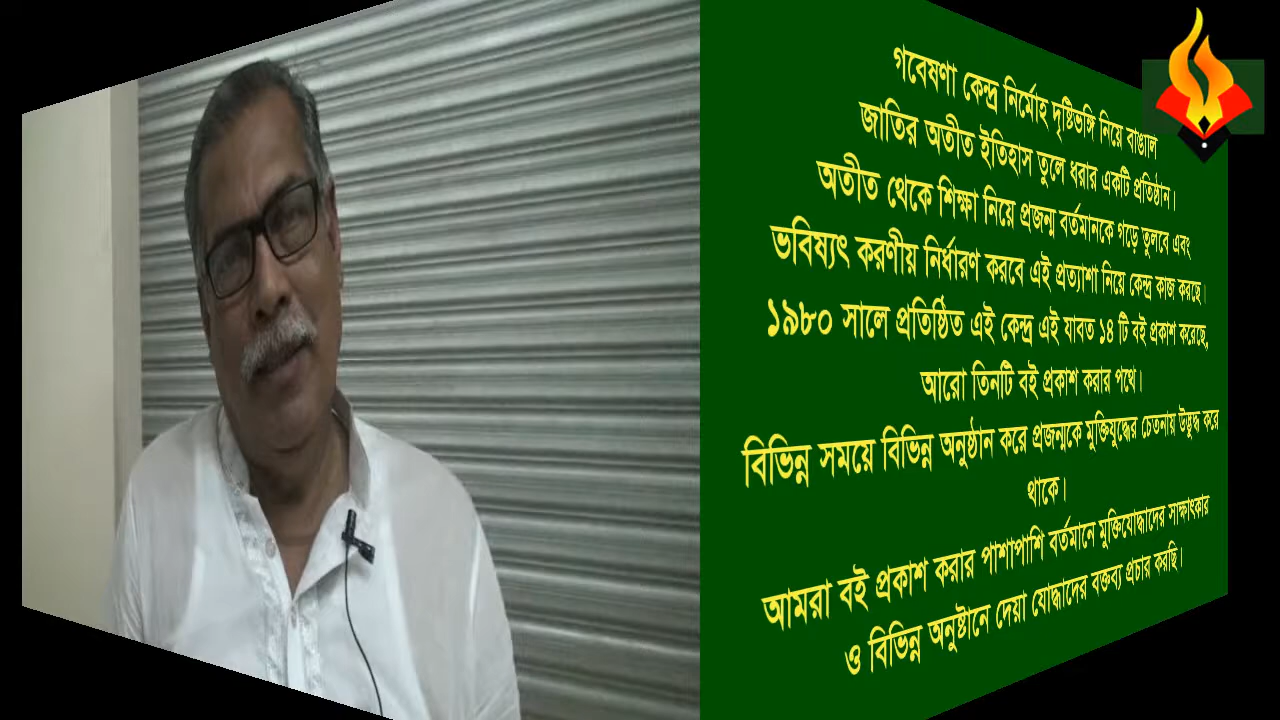 গবেষণা কেন্দ্র নির্মোহ দৃষ্টিভঙ্গি নিয়ে বাঙালি
জাতির অতীত ইতিহাস তুলে ধরার একটি প্রতিষ্ঠান।
অতীত থেকে শিক্ষা নিয়ে প্রজন্ম বর্তমানকে গড়ে তুলবে এবং
ভবিষ্যৎ করণীয় নির্ধারণ করবে এই প্রত্যাশা নিয়ে কেন্দ্র কাজ করছে।
১৯৮০ সালে প্রতিষ্ঠিত এই কেন্দ্র এই যাবত ১৪ টি বই প্রকাশ করেছে,
আরো তিনটি বই প্রকাশ করার পথে।
বিভিন্ন সময়ে বিভিন্ন অনুষ্ঠান করে প্রজন্মকে মুক্তিযুদ্ধের চেতনায় উদ্বুদ্ধ করে
থাকে।
আমরা বই প্রকাশ করার পাশাপাশি বর্তমানে মুক্তিযোদ্ধাদের সাক্ষাৎকার
ও বিভিন্ন অনুষ্টানে দেয়া যোদ্ধাদের বক্তব্য প্রচার করছি।